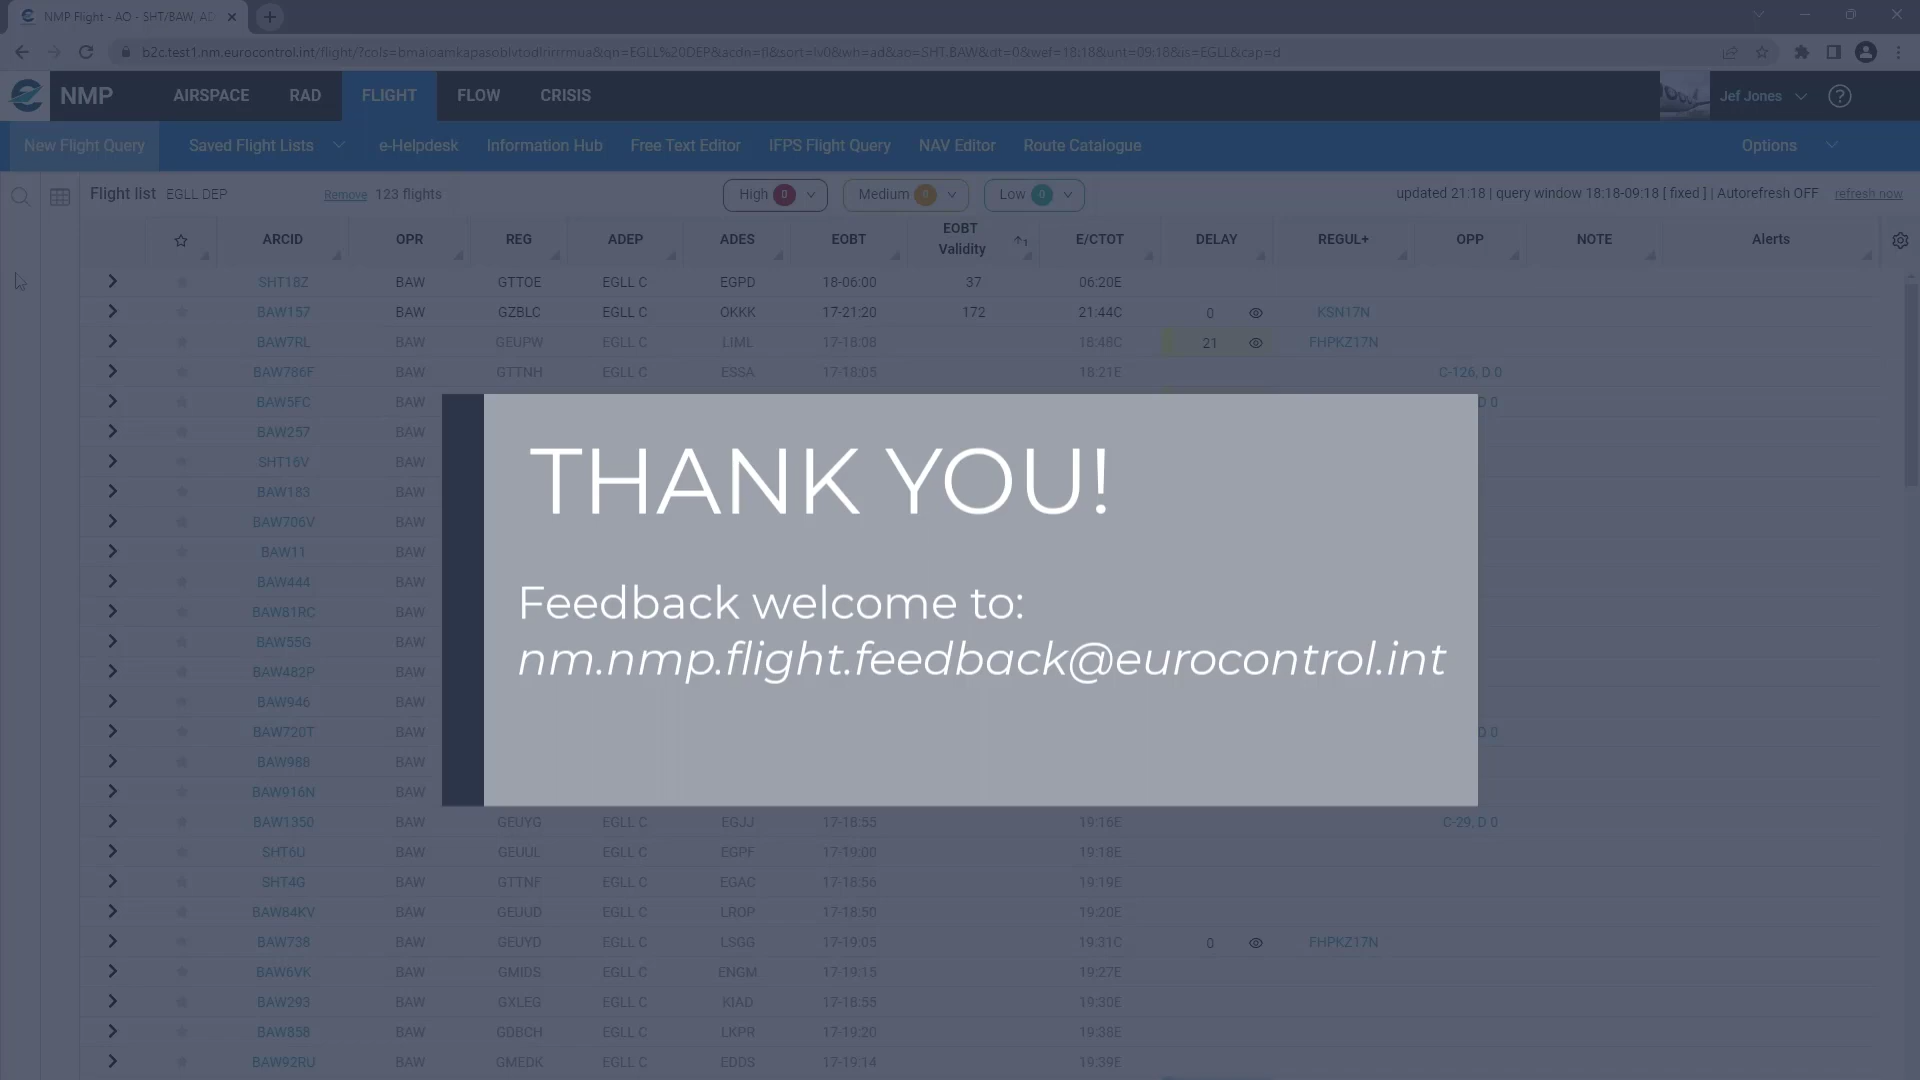 NMP Flight - AO - SHT/BAW, AD
b2c.test1.nm.eurocontrol.int/flight/?cols=bmaioamkapasoblvtodlrirrrmua&qn=EGLL%20DEP&acdn=fl&sort=lv0&wh=ad&ao=SHT.BAW&dt=0&wef=18:18&unt=09:18&is=EGLL&cap=d
NMP AIRSPACE RAD FLIGHT FLOW CRISIS Jef Jones ?
New Flight Query Saved Flight Lists e-Helpdesk Information Hub Free Text Editor IFPS Flight Query NAV Editor Route Catalogue Options
Flight list EGLL DEP Remove 123 flights High 0 Medium 0 Low 0 updated 21:18 | query window 18:18-09:18 [ fixed ] | Autorefresh OFF refresh now
ARCID OPR REG ADEP ADES EOBT EOBT Validity 1 E/CTOT DELAY REGUL+ OPP NOTE Alerts
SHT18Z BAW GTTOE EGLL C EGPD 18-06:00 37 06:20E
BAW157 BAW GZBLC EGLL C OKKK 17-21:20 172 21:44C 0 KSN17N
BAW7RL BAW GEUPW EGLL C LIML 17-18:08 18:48C 21 FHPKZ17N
BAW786F BAW GTTNH EGLL C ESSA 17-18:05 18:21E C-126, D 0
BAW5FC BAW D 0
BAW257 BAW
SHT16V BAW
BAW183 BAW
BAW706V BAW
BAW11 BAW
BAW444 BAW
BAW81RC BAW
BAW55G BAW
BAW482P BAW
BAW946 BAW
BAW720T BAW D 0
BAW988 BAW
BAW916N BAW
THANK YOU!
Feedback welcome to:
nm.nmp.flight.feedback@eurocontrol.int
BAW1350 BAW GEUYG EGLL C EGJJ 17-18:55 19:16E C-29, D 0
SHT6U BAW GEUUL EGLL C EGPF 17-19:00 19:18E
SHT4G BAW GTTNF EGLL C EGAC 17-18:56 19:19E
BAW84KV BAW GEUUD EGLL C LROP 17-18:50 19:20E
BAW738 BAW GEUYD EGLL C LSGG 17-19:05 19:31C 0 FHPKZ17N
BAW6VK BAW GMIDS EGLL C ENGM 17-19:15 19:27E
BAW293 BAW GXLEG EGLL C KIAD 17-18:55 19:30E
BAW858 BAW GDBCH EGLL C LKPR 17-19:20 19:38E
BAW92RU BAW GMEDK EGLL C EDDS 17-19:14 19:39E